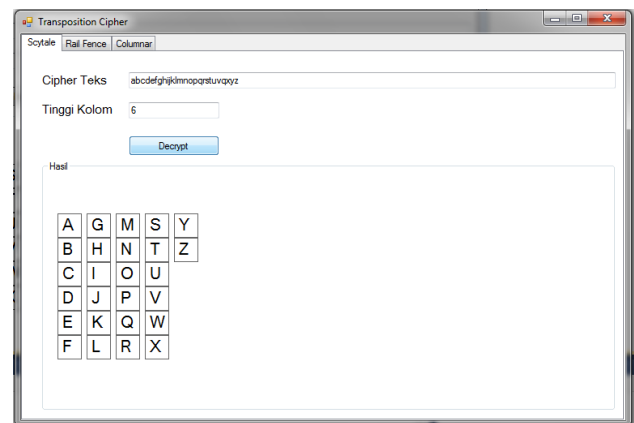 Transposition Cipher
Scytale Rail Fence Columnar
Cipher Teks abcdefghijklmnopqrstuvqxyz
Tinggi Kolom 6
Decrypt
Hasil
A G M S Y
B H N T Z
C I O U
D J P V
E K Q W
F L R X